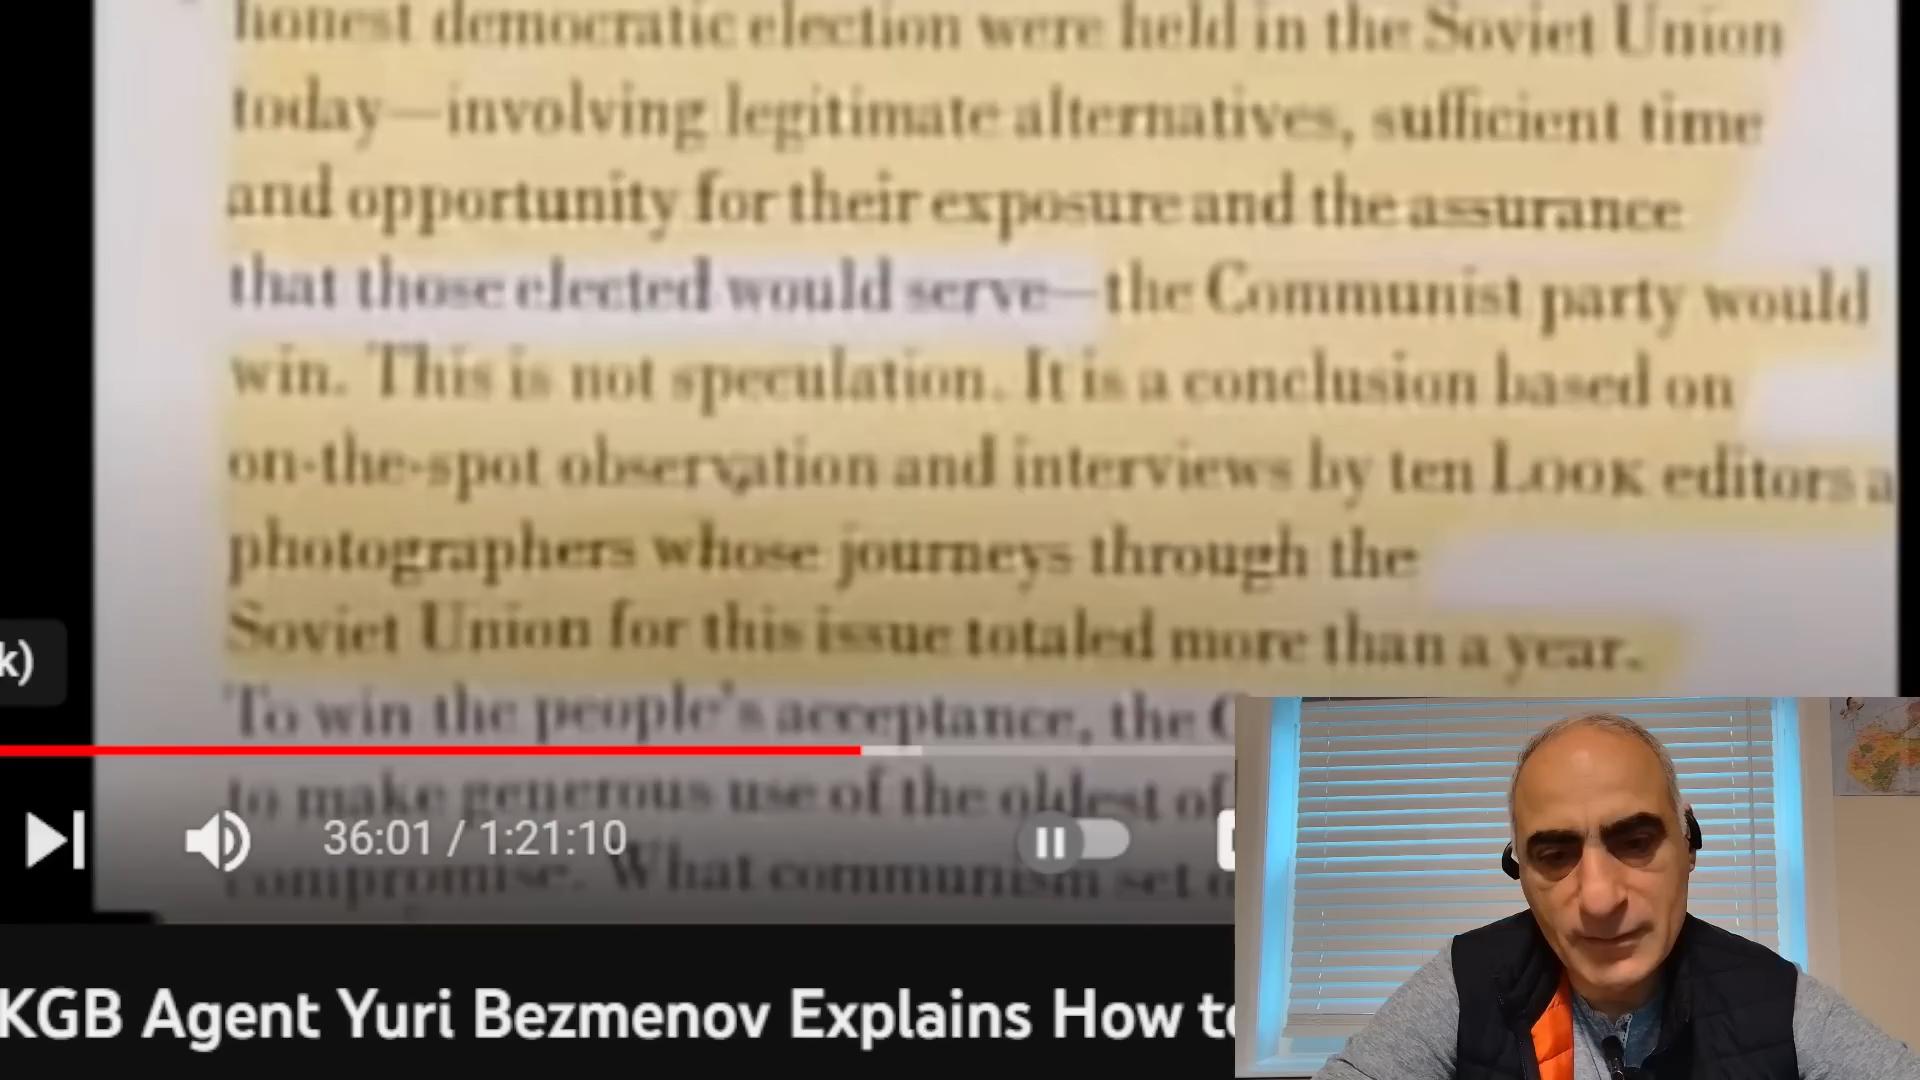 honest democratic election were held in the Soviet Union
today—involving legitimate alternatives, sufficient time
and opportunity for their exposure and the assurance
that those elected would serve—the Communist party would
win. This is not speculation. It is a conclusion based on
on-the-spot observation and interviews by ten LOOK editors a
photographers whose journeys through the
Soviet Union for this issue totaled more than a year.
k)
To win the people's acceptance, the C
to make generous use of the oldest of
36:01 / 1:21:10
compromise. What communism set o
KGB Agent Yuri Bezmenov Explains How to